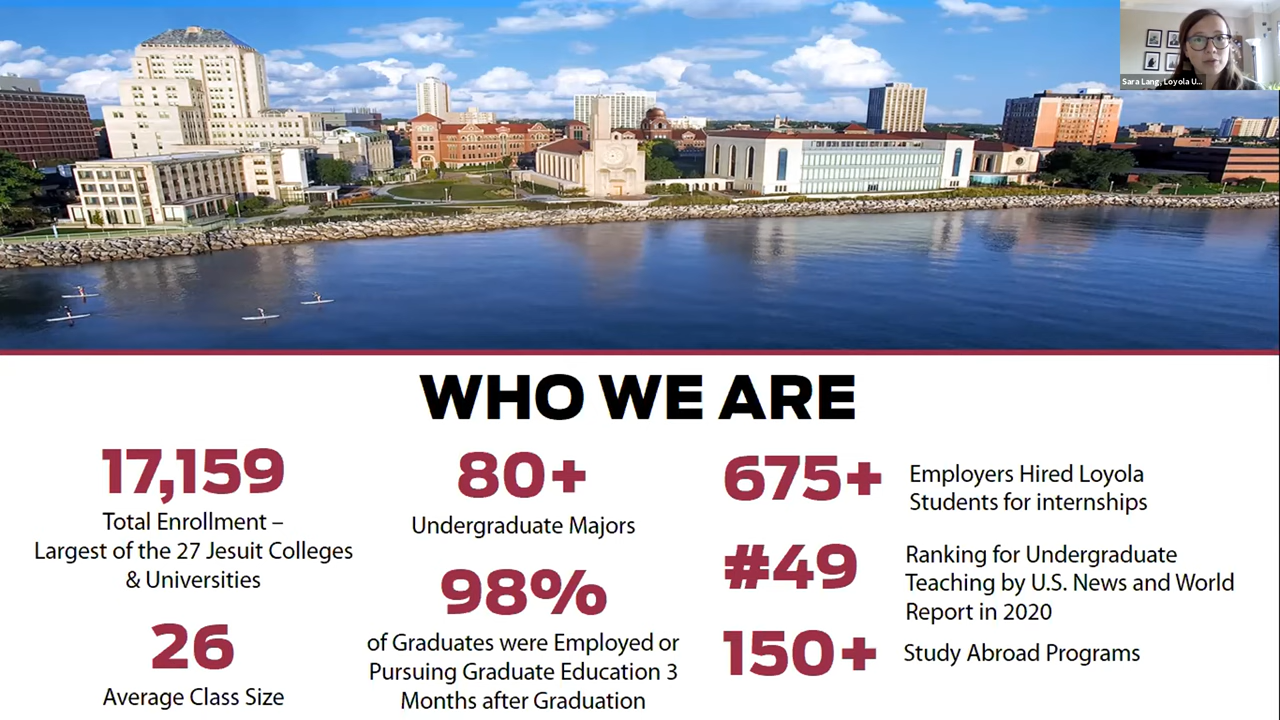 Sara Lang, Loyola U...
WHO WE ARE
17,159
Total Enrollment –
Largest of the 27 Jesuit Colleges
& Universities
26
Average Class Size
80+
Undergraduate Majors
98%
of Graduates were Employed or
Pursuing Graduate Education 3
Months after Graduation
675+
Employers Hired Loyola
Students for internships
#49
Ranking for Undergraduate
Teaching by U.S. News and World
Report in 2020
150+
Study Abroad Programs